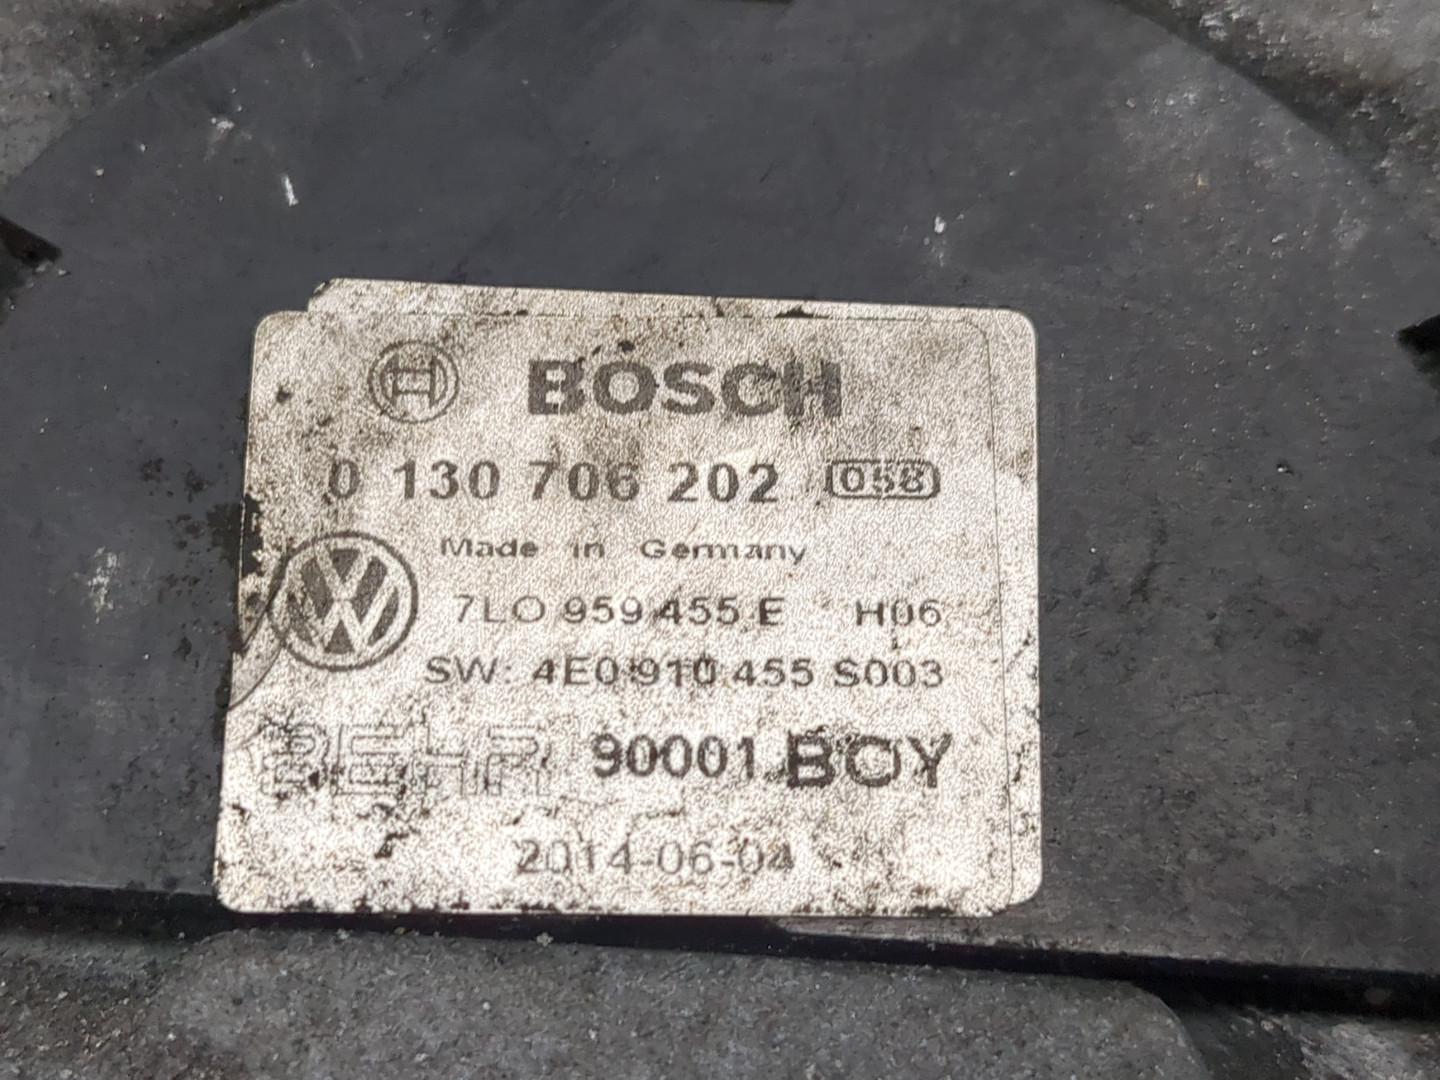 BOSCH
0 130 706 202 058
Made in Germany
7L0 959 455 E H06
SW: 4E0 910 455 S003
BEHR 90001 BOY
2014-06-04